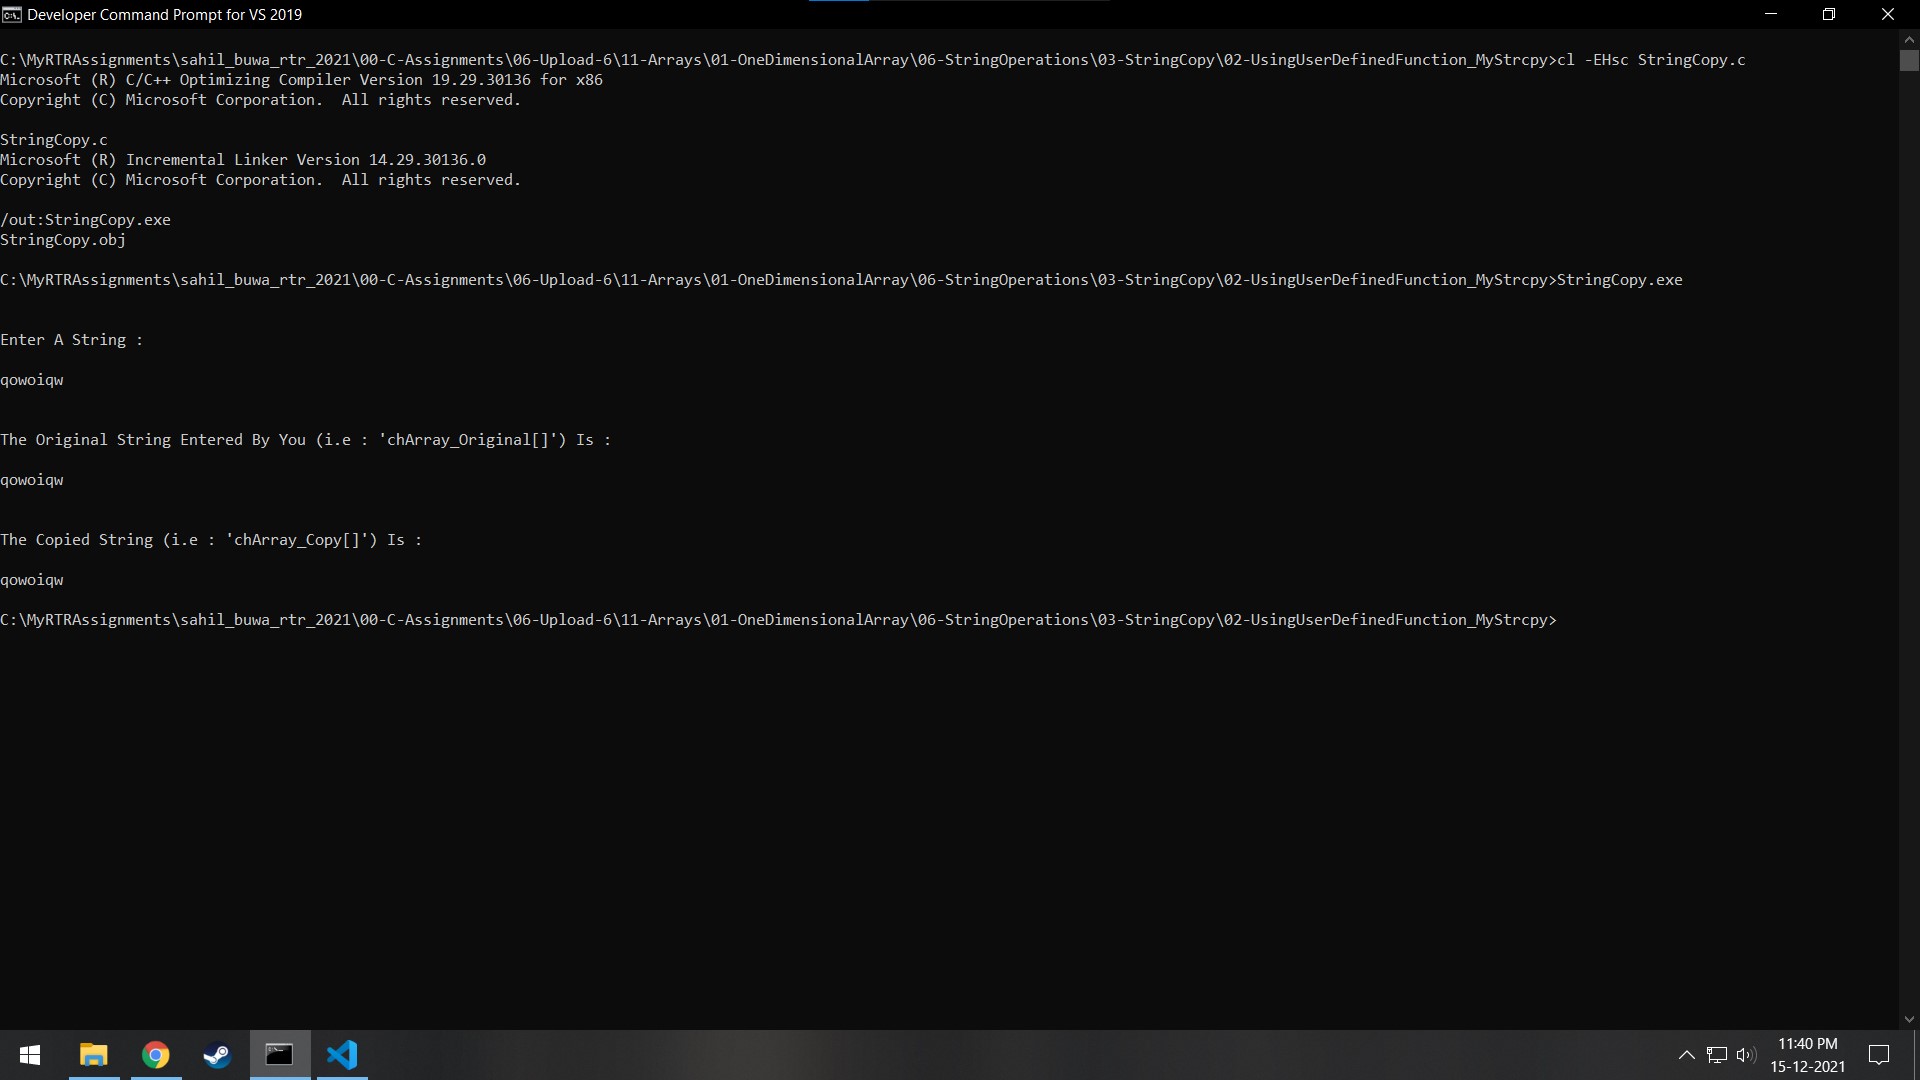 Developer Command Prompt for VS 2019
C:\MyRTRAssignments\sahil_buwa_rtr_2021\00-C-Assignments\06-Upload-6\11-Arrays\01-OneDimensionalArray\06-StringOperations\03-StringCopy\02-UsingUserDefinedFunction_MyStrcpy>cl -EHsc StringCopy.c
Microsoft (R) C/C++ Optimizing Compiler Version 19.29.30136 for x86
Copyright (C) Microsoft Corporation.  All rights reserved.
StringCopy.c
Microsoft (R) Incremental Linker Version 14.29.30136.0
Copyright (C) Microsoft Corporation.  All rights reserved.
/out:StringCopy.exe
StringCopy.obj
C:\MyRTRAssignments\sahil_buwa_rtr_2021\00-C-Assignments\06-Upload-6\11-Arrays\01-OneDimensionalArray\06-StringOperations\03-StringCopy\02-UsingUserDefinedFunction_MyStrcpy>StringCopy.exe
Enter A String :
qowoiqw
The Original String Entered By You (i.e : 'chArray_Original[]') Is :
qowoiqw
The Copied String (i.e : 'chArray_Copy[]') Is :
qowoiqw
C:\MyRTRAssignments\sahil_buwa_rtr_2021\00-C-Assignments\06-Upload-6\11-Arrays\01-OneDimensionalArray\06-StringOperations\03-StringCopy\02-UsingUserDefinedFunction_MyStrcpy>
11:40 PM
15-12-2021